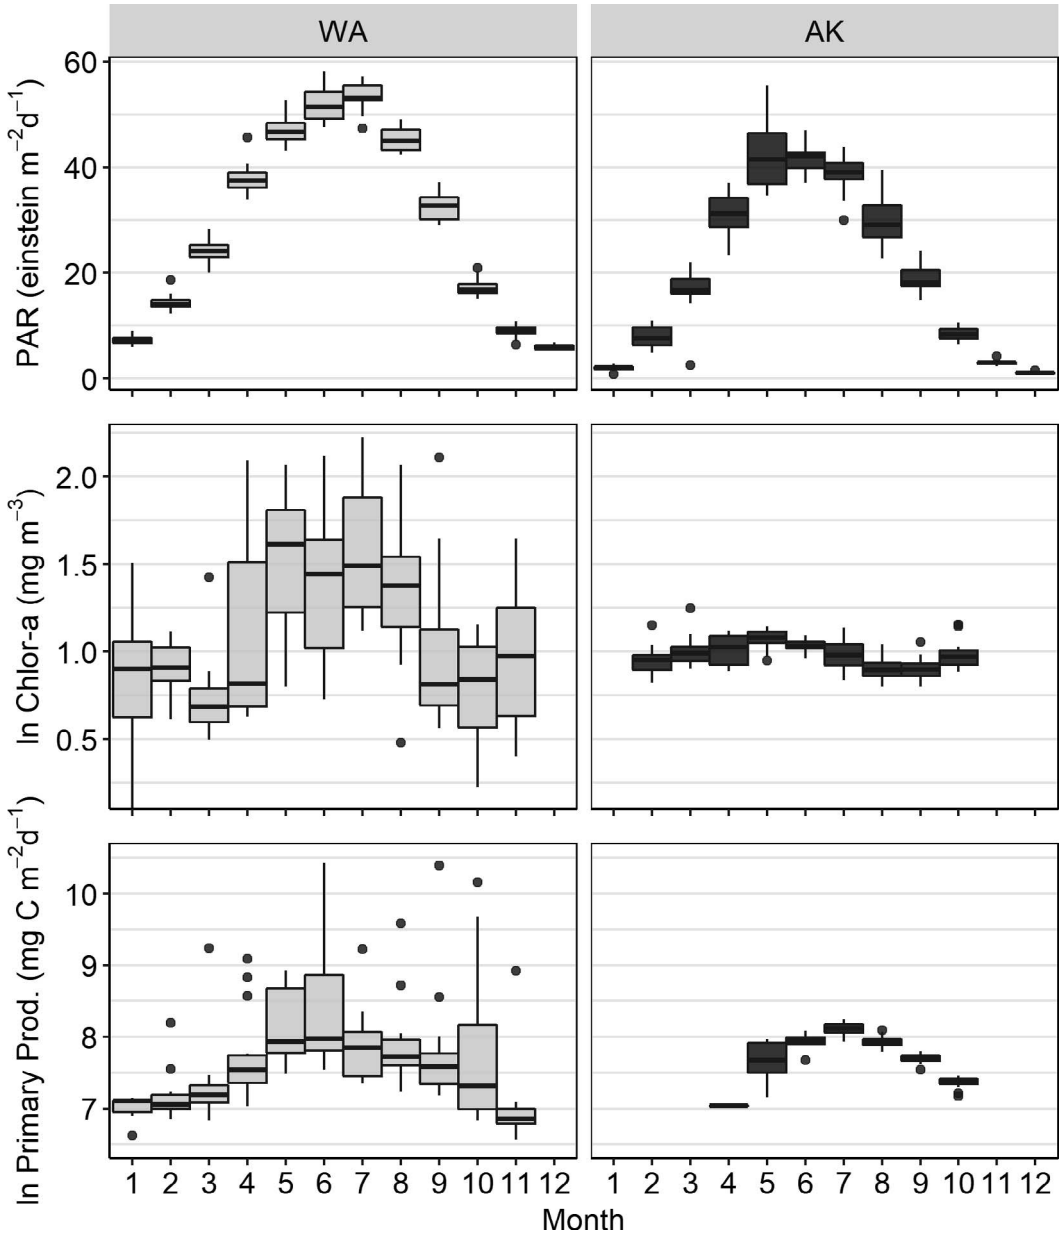 WA AK
PAR (einstein m⁻²d⁻¹)
60
40
20
0
1 2 3 4 5 6 7 8 9 10 11 12 1 2 3 4 5 6 7 8 9 10 11 12
ln Chlor-a (mg m⁻³)
2.0
1.5
1.0
0.5
ln Primary Prod. (mg C m⁻²d⁻¹)
10
9
8
7
Month